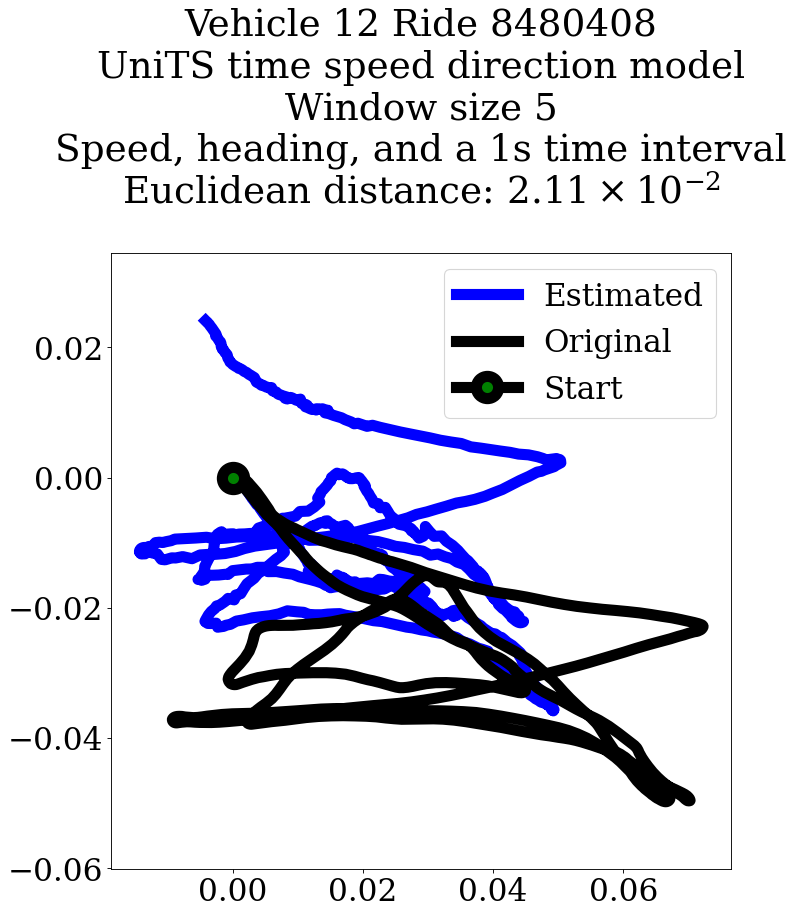 Vehicle 12 Ride 8480408
UniTS time speed direction model
Window size 5
Speed, heading, and a 1s time interval
Euclidean distance: 2.11 × 10⁻²
Estimated
Original
Start
0.02
0.00
−0.02
−0.04
−0.06
0.00 0.02 0.04 0.06